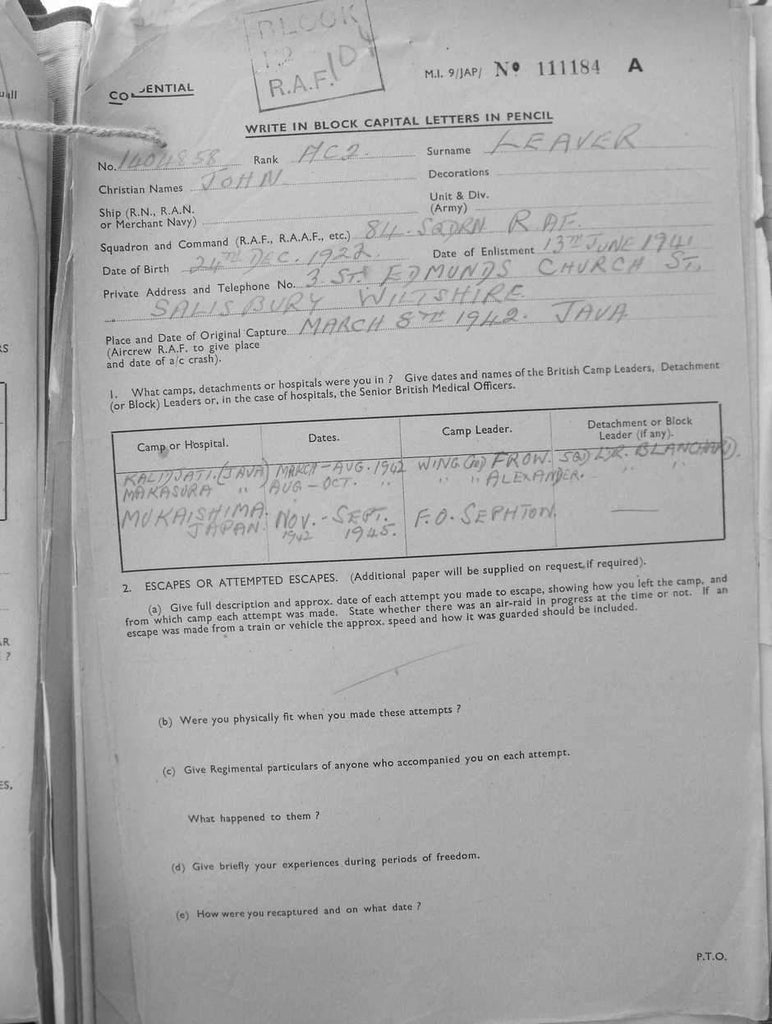 BLOCK
12
R.A.F. 104
CO ENTIAL
M.I. 9/JAP/ No 111184 A
WRITE IN BLOCK CAPITAL LETTERS IN PENCIL
No. 1404858 Rank AC2. Surname LEAVER
Christian Names JOHN Decorations
Ship (R.N., R.A.N. or Merchant Navy) Unit & Div. (Army)
Squadron and Command (R.A.F., R.A.A.F., etc.) 84. SQDRN R.A.F.
Date of Birth 24TH DEC. 1922. Date of Enlistment 13TH JUNE 1941
Private Address and Telephone No. 3. ST. EDMUNDS CHURCH ST.
SALISBURY WILTSHIRE
Place and Date of Original Capture MARCH 8TH 1942. JAVA
(Aircrew R.A.F. to give place
and date of a/c crash).
1. What camps, detachments or hospitals were you in ? Give dates and names of the British Camp Leaders, Detachment
(or Block) Leaders or, in the case of hospitals, the Senior British Medical Officers.
Camp or Hospital. Dates. Camp Leader. Detachment or Block Leader (if any).
KALIDJATI. (JAVA) MARCH - AUG. 1942 WING COM FROW. SQD LDR. BLANCHARD.
MAKASURA " AUG - OCT. " " " ALEXANDER. " " "
MUKAISHIMA. JAPAN. NOV. 1942 - SEPT. 1945. F.O. SEPHTON. —
2. ESCAPES OR ATTEMPTED ESCAPES. (Additional paper will be supplied on request, if required).
(a) Give full description and approx. date of each attempt you made to escape, showing how you left the camp, and
from which camp each attempt was made. State whether there was an air-raid in progress at the time or not. If an
escape was made from a train or vehicle the approx. speed and how it was guarded should be included.
(b) Were you physically fit when you made these attempts ?
(c) Give Regimental particulars of anyone who accompanied you on each attempt.
What happened to them ?
(d) Give briefly your experiences during periods of freedom.
(e) How were you recaptured and on what date ?
P.T.O.